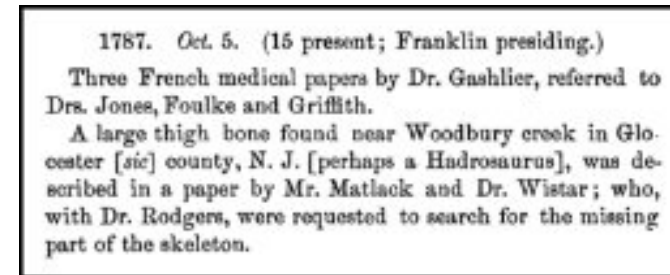 1787. Oct. 5. (15 present; Franklin presiding.)
Three French medical papers by Dr. Gashlier, referred to
Drs. Jones, Foulke and Griffith.
A large thigh bone found near Woodbury creek in Glo-
cester [sic] county, N. J. [perhaps a Hadrosaurus], was de-
scribed in a paper by Mr. Matlack and Dr. Wistar; who,
with Dr. Rodgers, were requested to search for the missing
part of the skeleton.